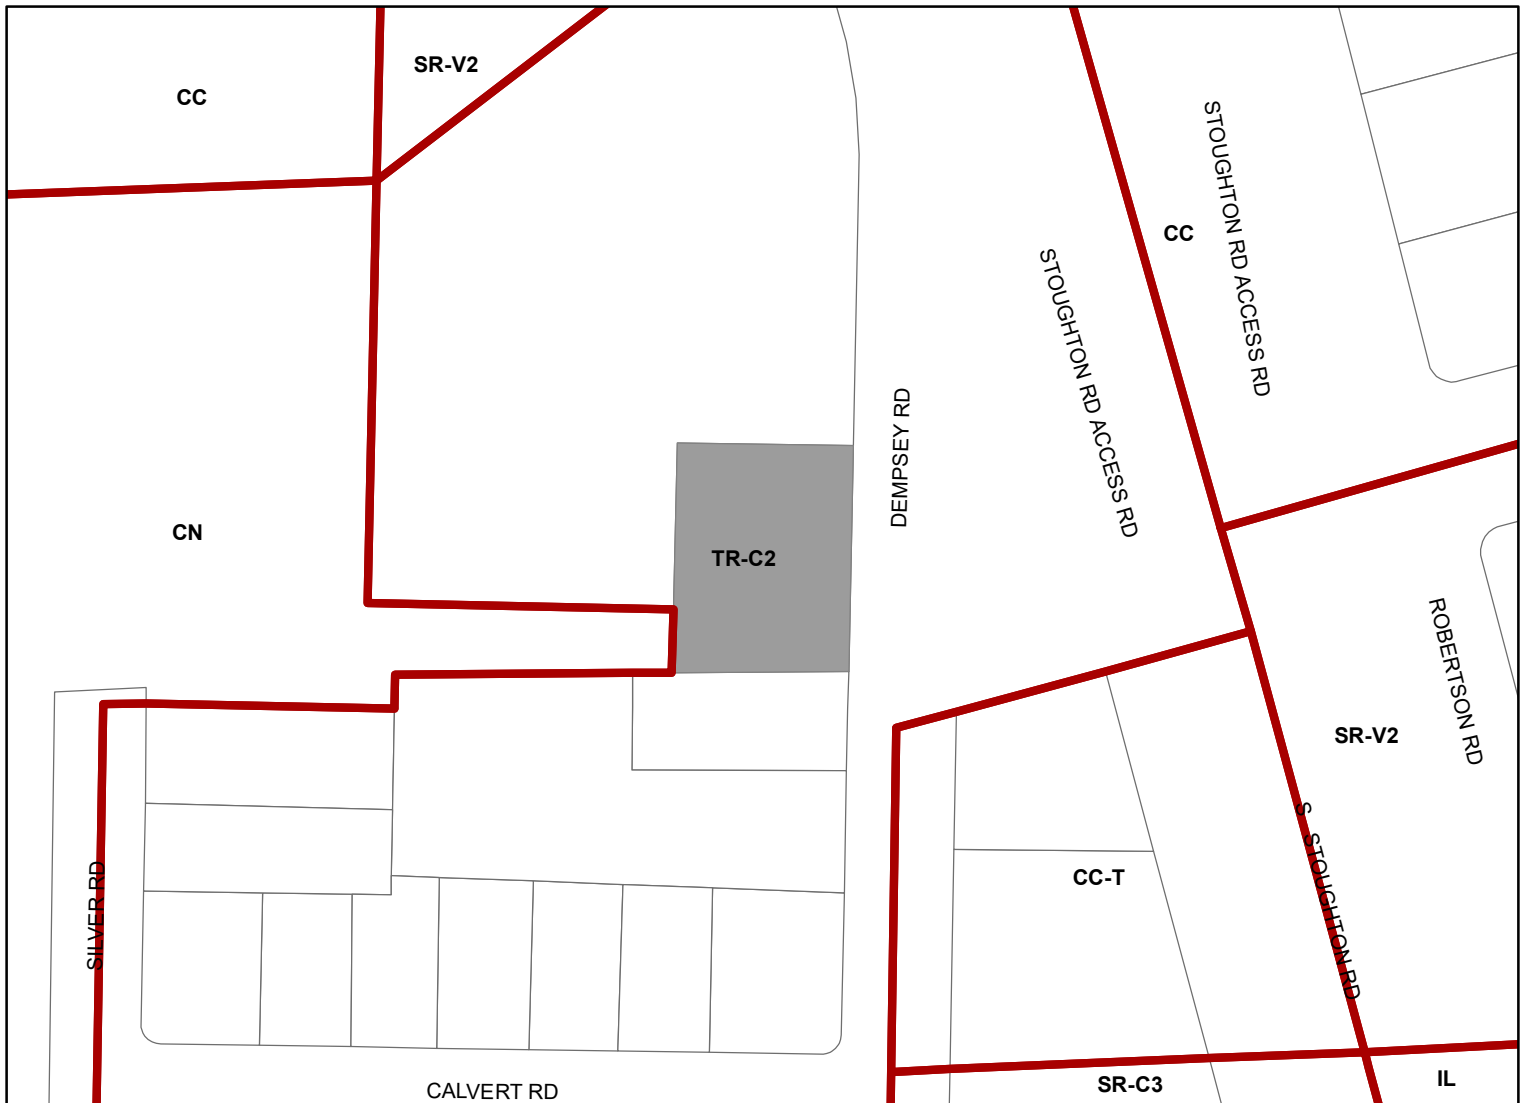 SR-V2
CC
STOUGHTON RD ACCESS RD
CC
STOUGHTON RD ACCESS RD
DEMPSEY RD
CN
TR-C2
ROBERTSON RD
SR-V2
S STOUGHTON RD
SILVER RD
CC-T
CALVERT RD
SR-C3
IL